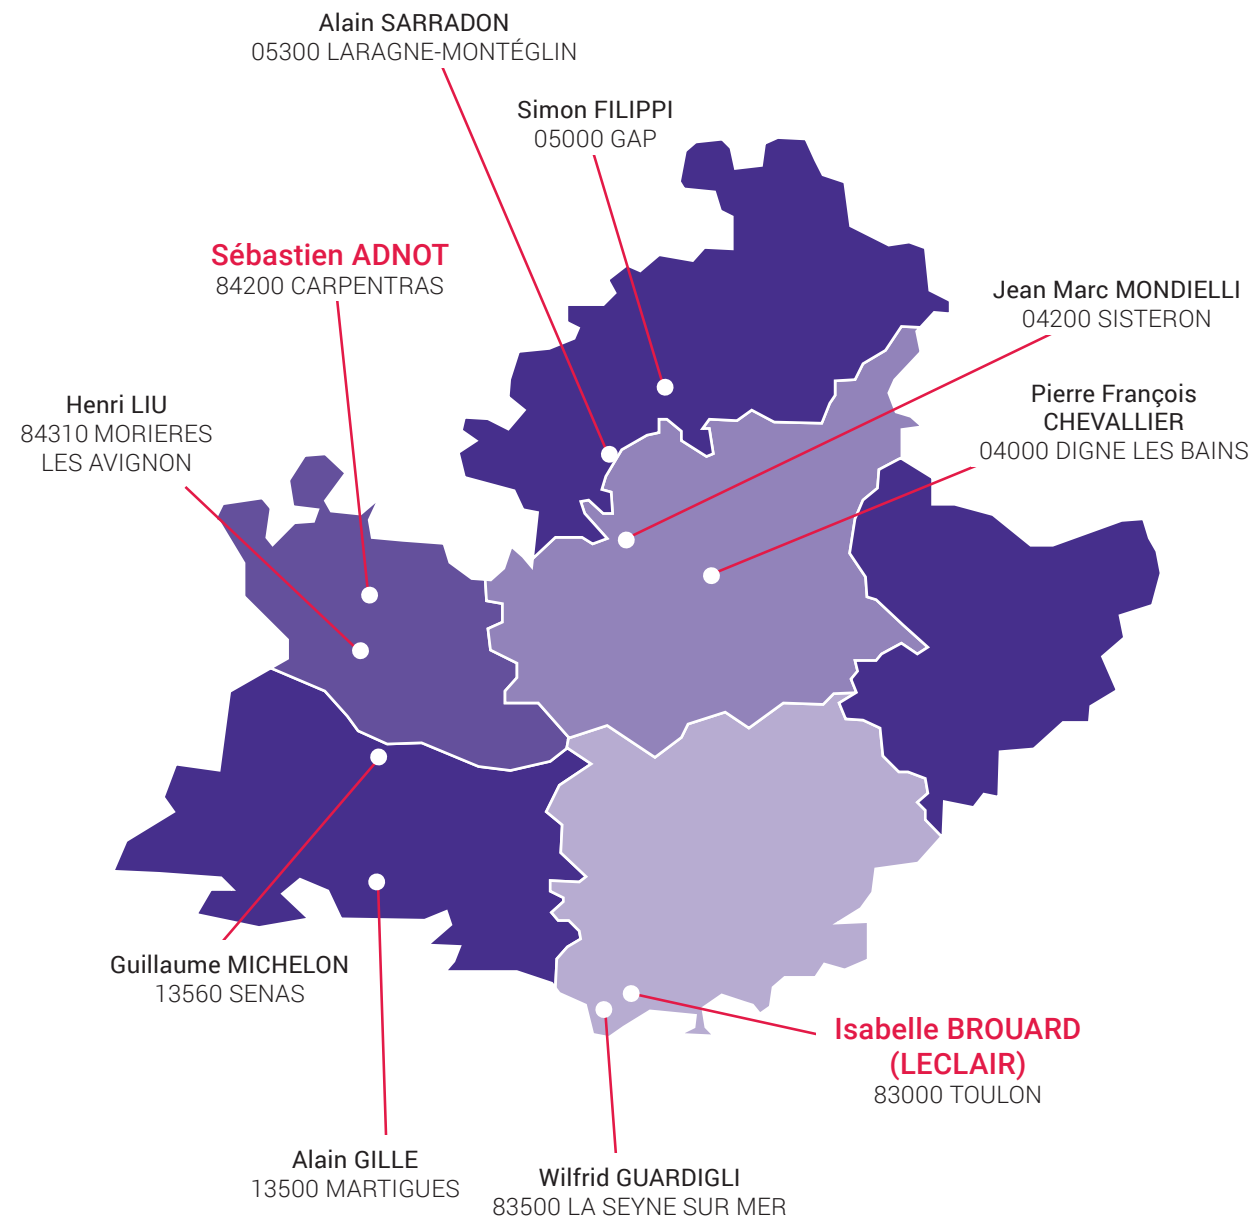 Alain SARRADON
05300 LARAGNE-MONTÉGLIN
Simon FILIPPI
05000 GAP
Sébastien ADNOT
84200 CARPENTRAS
Jean Marc MONDIELLI
04200 SISTERON
Pierre François
CHEVALLIER
04000 DIGNE LES BAINS
Henri LIU
84310 MORIERES
LES AVIGNON
Guillaume MICHELON
13560 SENAS
Isabelle BROUARD
(LECLAIR)
83000 TOULON
Alain GILLE
13500 MARTIGUES
Wilfrid GUARDIGLI
83500 LA SEYNE SUR MER